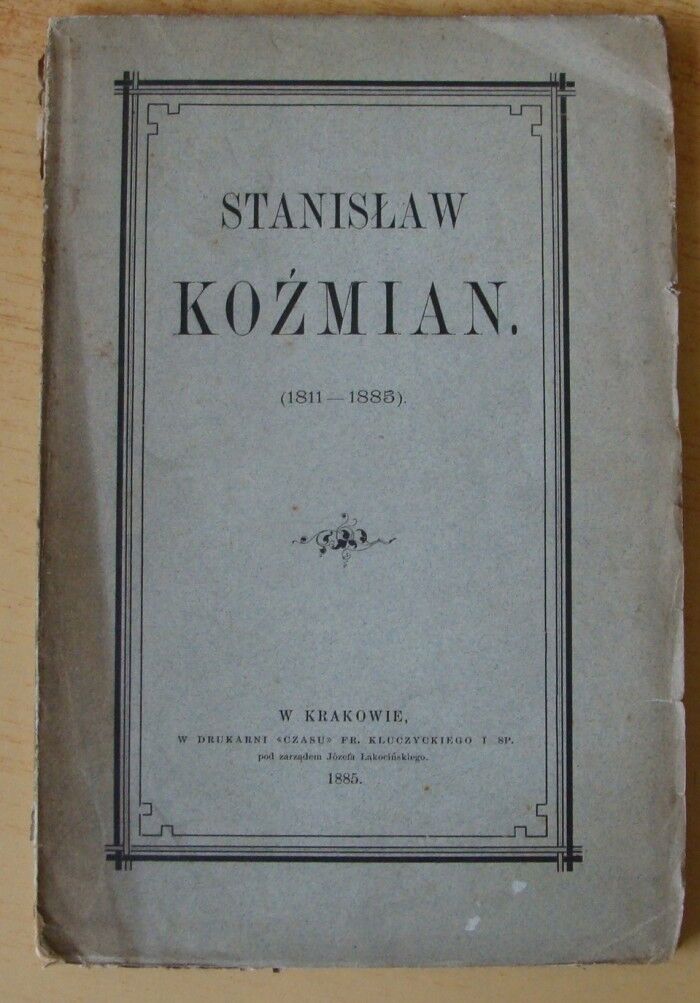 STANISŁAW
KOŹMIAN.
(1811—1885).
W KRAKOWIE,
W DRUKARNI «CZASU» FR. KLUCZYCKIEGO I SP.
pod zarządem Józefa Łakocińskiego.
1885.